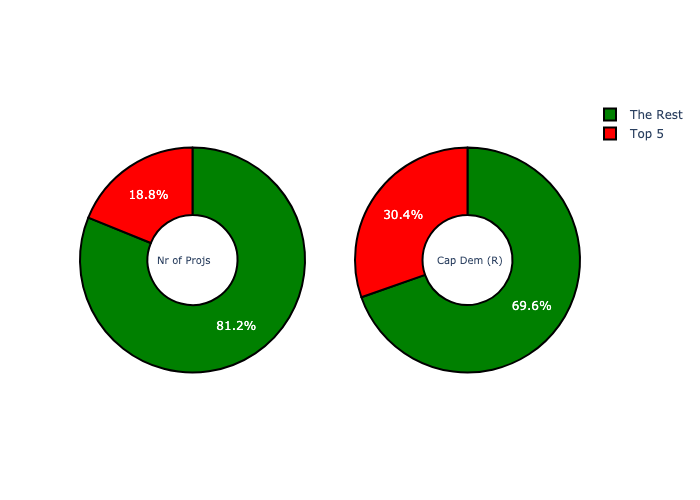 The Rest
Top 5
18.8%
81.2%
Nr of Projs
30.4%
69.6%
Cap Dem (R)